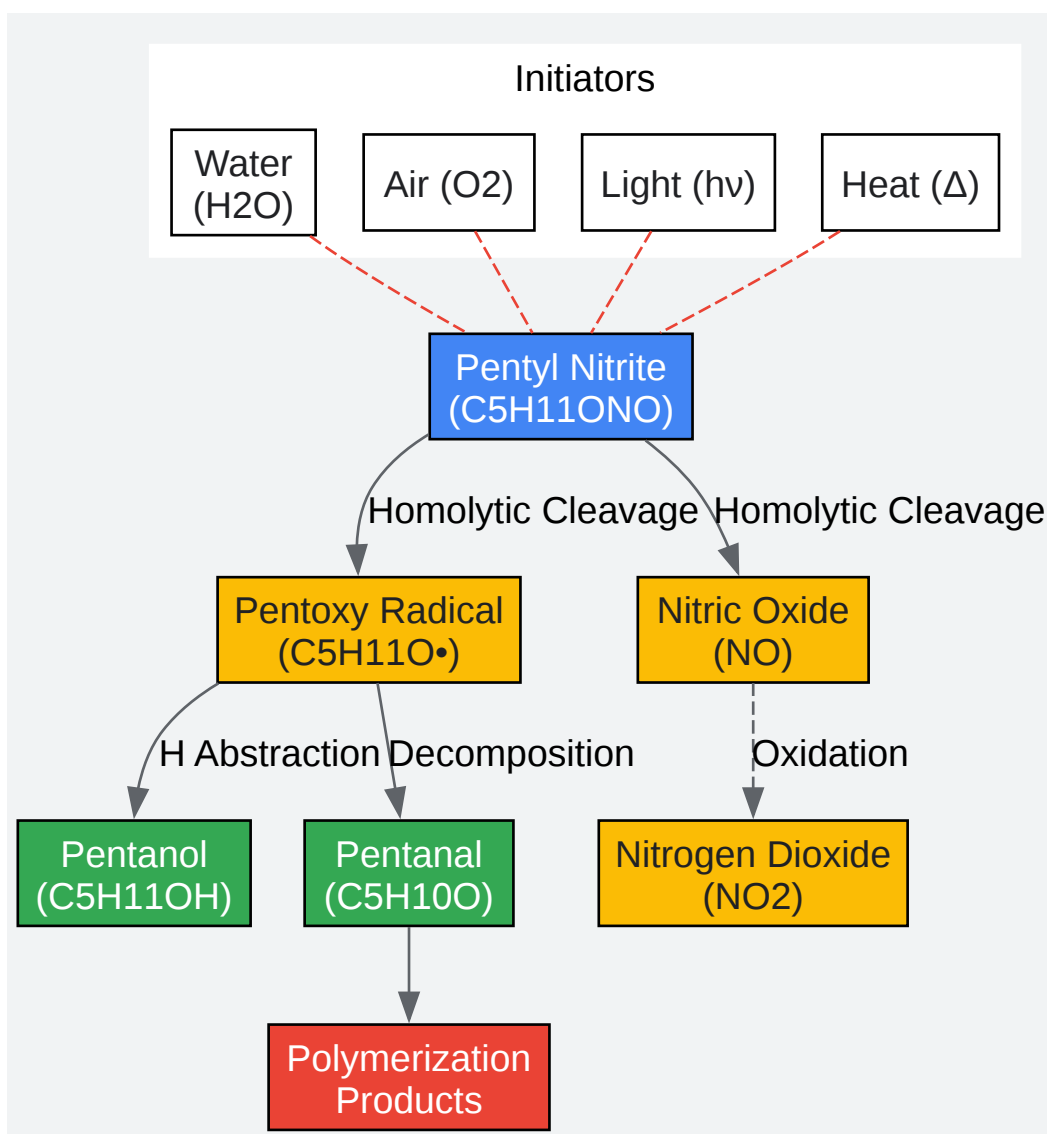 Initiators
Water
(H2O)
Air (O2)
Light (hν)
Heat (Δ)
Pentyl Nitrite
(C5H11ONO)
Homolytic Cleavage
Homolytic Cleavage
Pentoxy Radical
(C5H11O•)
Nitric Oxide
(NO)
H Abstraction
Decomposition
Oxidation
Pentanol
(C5H11OH)
Pentanal
(C5H10O)
Nitrogen Dioxide
(NO2)
Polymerization
Products